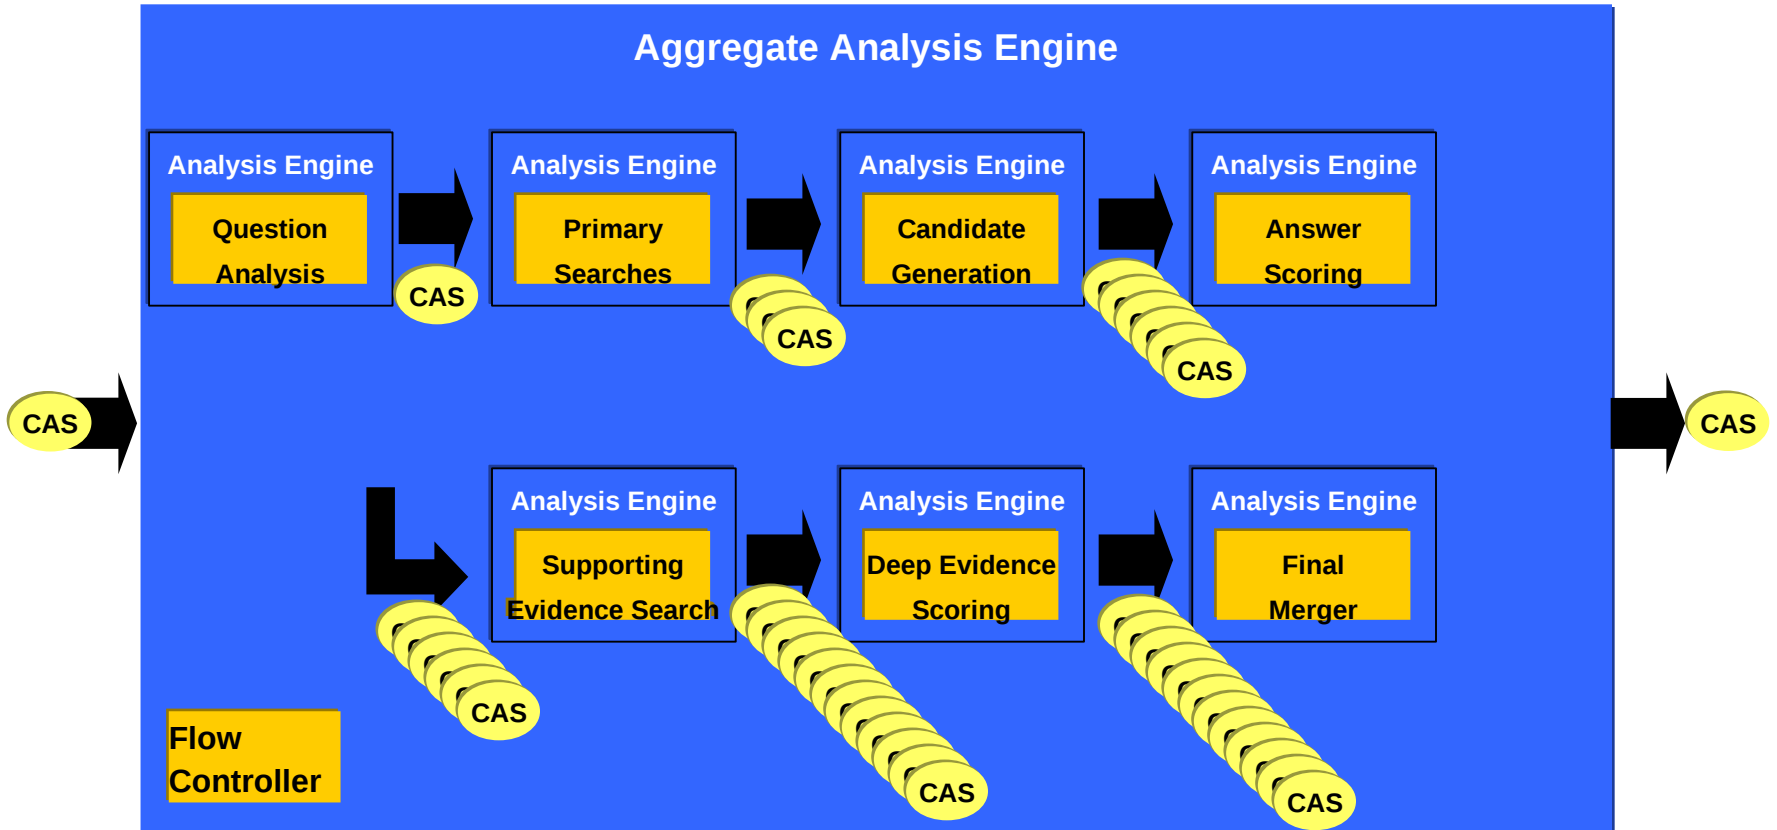 Aggregate Analysis Engine
Analysis Engine
Question
Analysis
CAS
Analysis Engine
Primary
Searches
CAS
Analysis Engine
Candidate
Generation
CAS
Analysis Engine
Answer
Scoring
CAS
CAS
Analysis Engine
Supporting
Evidence Search
CAS
Analysis Engine
Deep Evidence
Scoring
CAS
Analysis Engine
Final
Merger
CAS
CAS
Flow
Controller